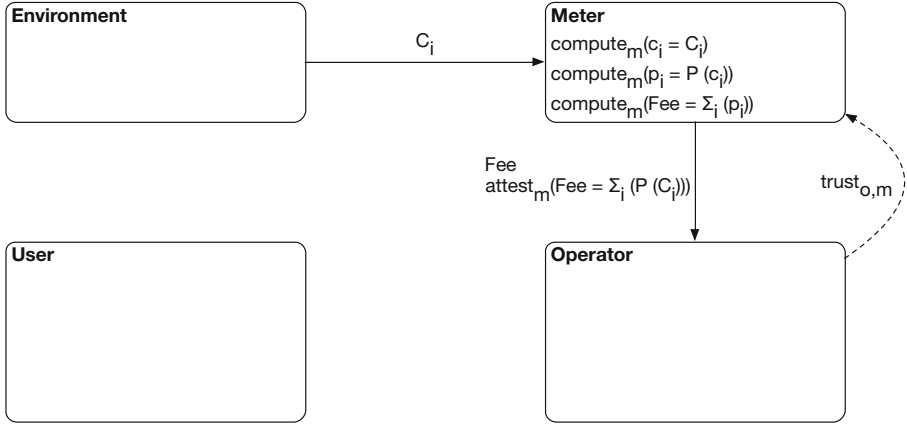 Environment
C_i
Meter
compute_m(c_i = C_i)
compute_m(p_i = P (c_i))
compute_m(Fee = Σ_i (p_i))
Fee
attest_m(Fee = Σ_i (P (C_i)))
trust_o,m
User
Operator